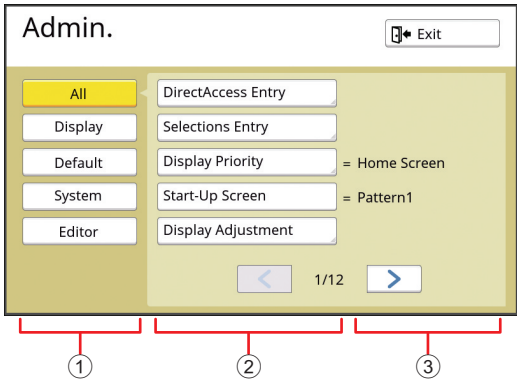 Admin.
Exit
All
DirectAccess Entry
Display
Selections Entry
Default
Display Priority = Home Screen
System
Start-Up Screen = Pattern1
Editor
Display Adjustment
< 1/12 >
1 2 3